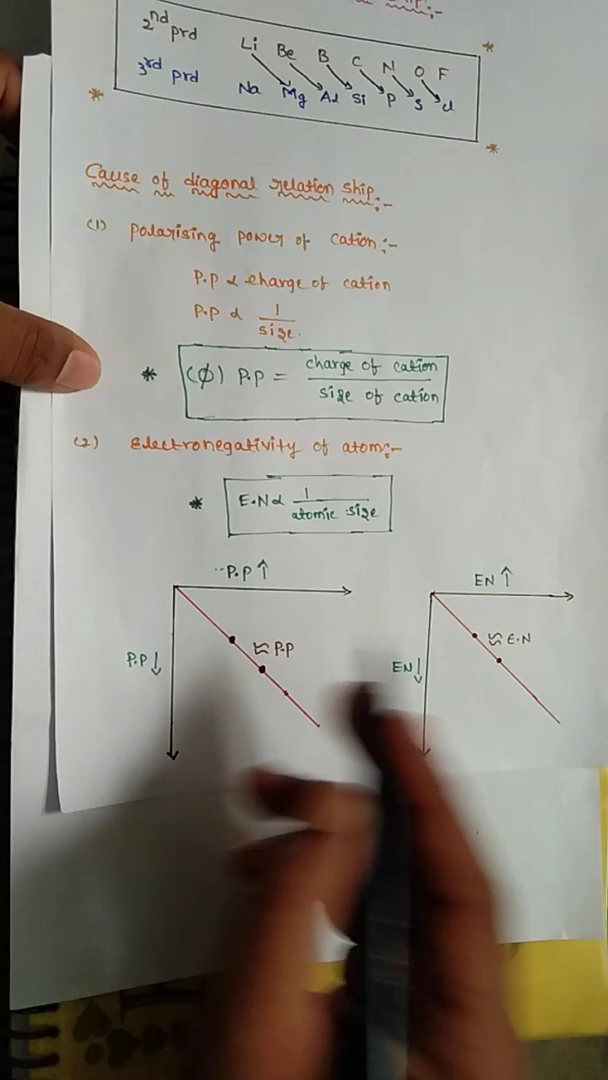 2nd prd Li Be B C N O F
3rd prd Na Mg Al Si P S Cl
*
*
*
Cause of diagonal relation ship:-
(1) Polarising power of cation:-
P.P α charge of cation
P.P α 1/size.
* (ϕ) P.P = charge of cation/size of cation
(2) Electronegativity of atom:-
* E.N α 1/atomic size
P.P ↑
EN ↑
≈ P.P
≈ E.N
P.P ↓
EN ↓